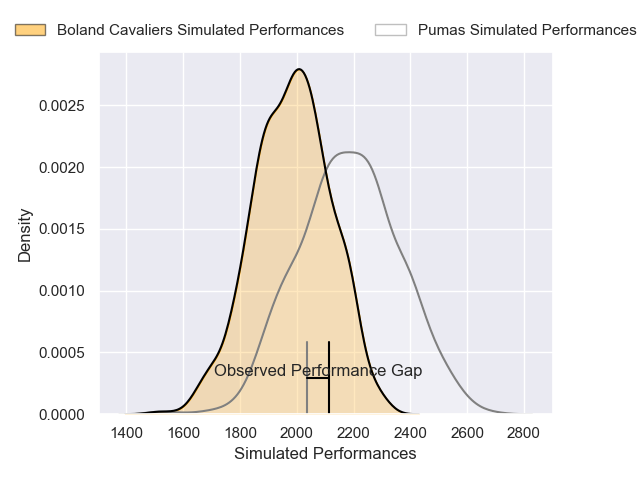 Boland Cavaliers Simulated Performances Pumas Simulated Performances
0.0025
0.0020
0.0015
0.0010
0.0005
0.0000
Density
Observed Performance Gap
1400 1600 1800 2000 2200 2400 2600 2800
Simulated Performances